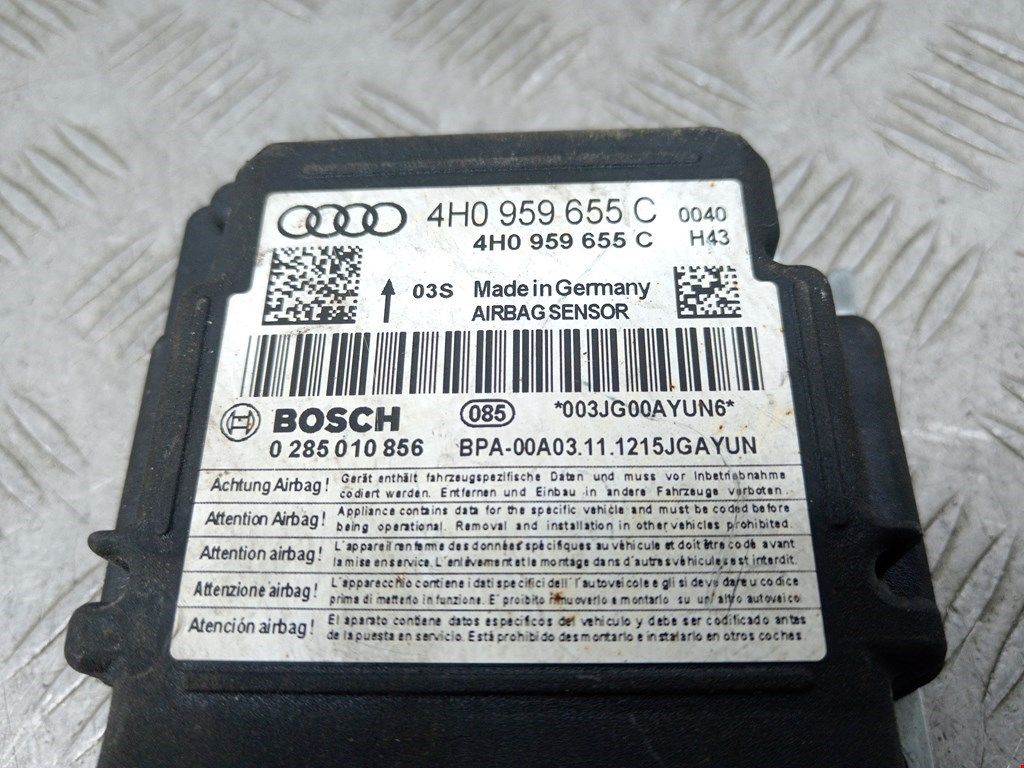 4H0 959 655 C 0040
4H0 959 655 C H43
03S Made in Germany
AIRBAG SENSOR
BOSCH 085 *003JG00AYUN6*
0 285 010 856 BPA-00A03.11.1215JGAYUN
Achtung Airbag! Gerät enthält fahrzeugspezifische Daten und muss vor Inbetriebnahme
codiert werden. Entfernen und Einbau in andere Fahrzeuge verboten.
Attention Airbag! Appliance contains data for the specific vehicle and must be coded before
being operational. Removal and installation in other vehicles prohibited.
Attention airbag! L'appareil renferme des données spécifiques au véhicule et doit être codé avant
la mise en service. L'enlèvement et le montage dans d'autres véhicules est interdit.
Attenzione airbag! L'apparecchio contiene i dati specifici dell' l'autoveicolo e gli si deve dare u codice
prima di metterlo in funzione. E' proibito rimuoverlo e montarlo su un'altro autoveico
Atención airbag! El aparato contiene datos específicos del vehículo y debe ser codificado antes
de la puesta en servicio. Está prohibido desmontarlo e instalarlo en otros coches